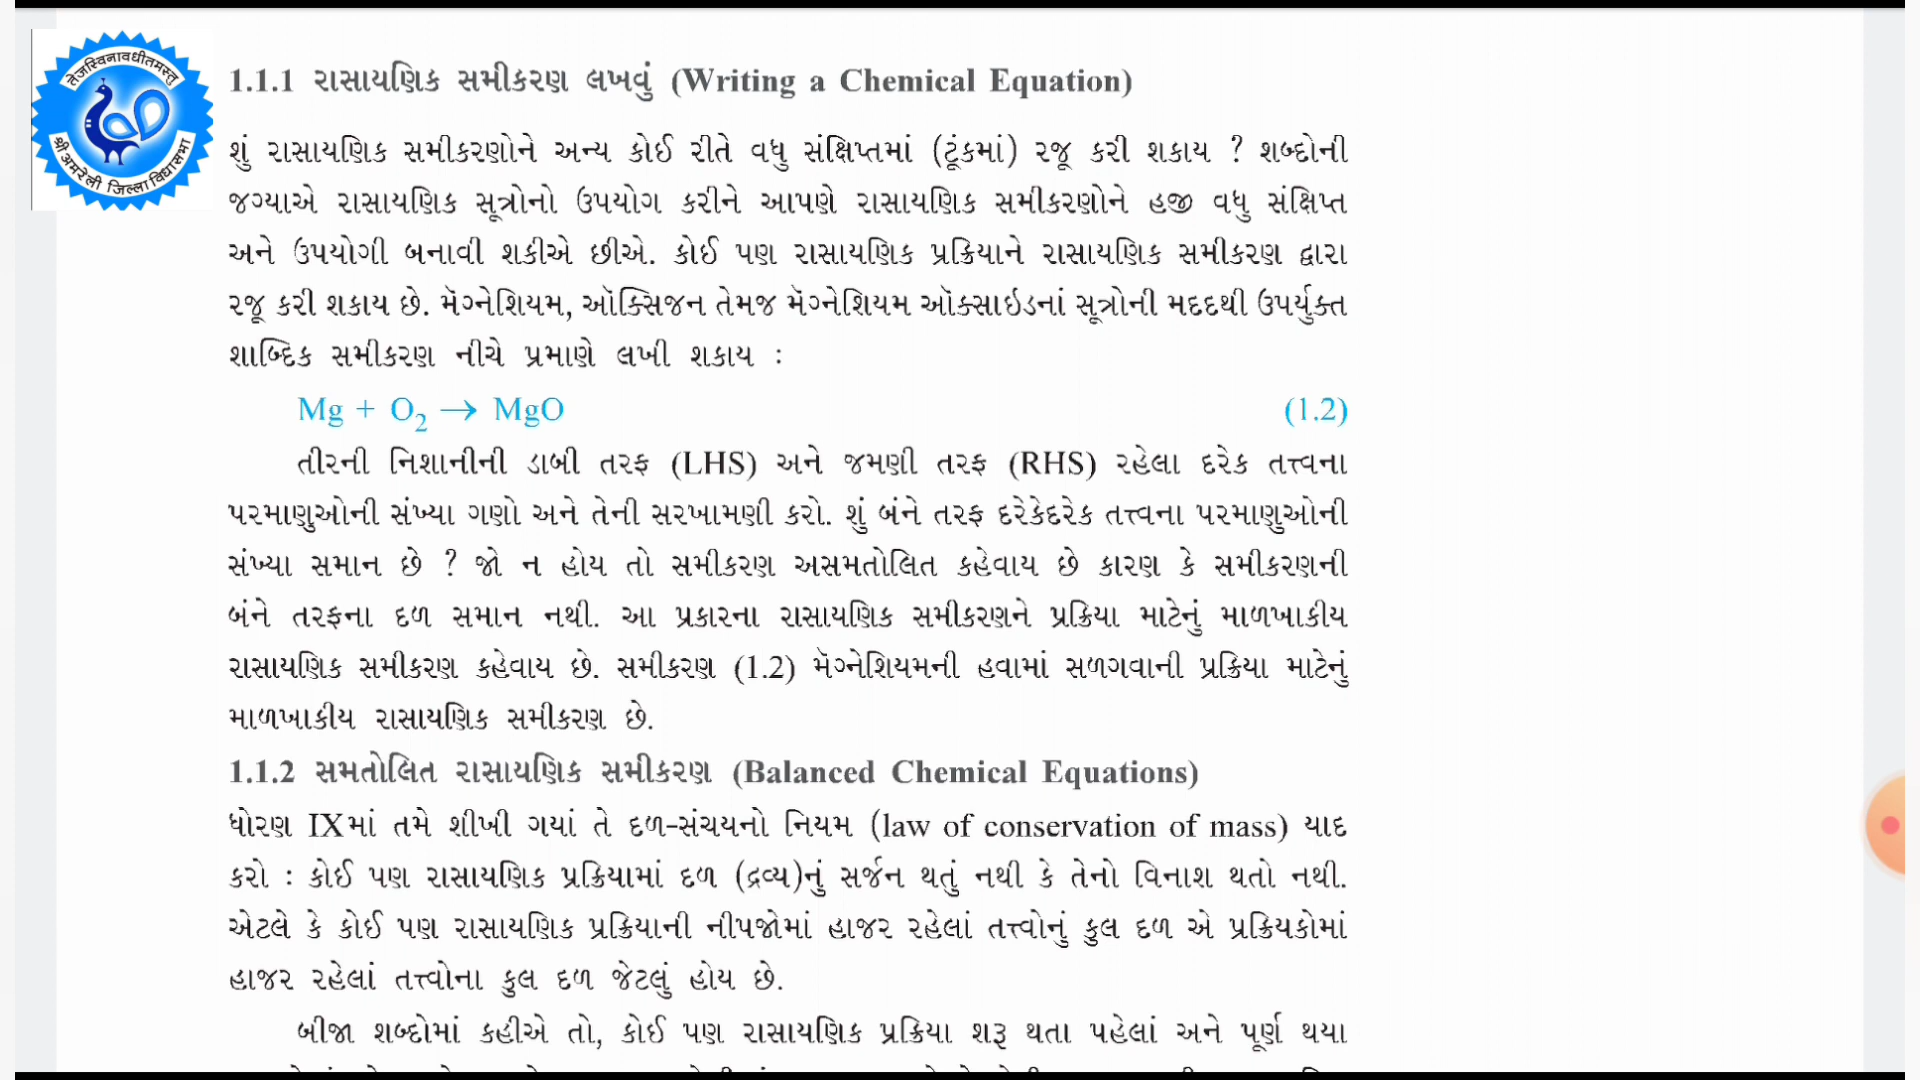 तेजस्विनावधीतमस्तु
श्री अमरेली जिल्ला विद्यासभा
1.1.1 રાસાયણિક સમીકરણ લખવું (Writing a Chemical Equation)
શું રાસાયણિક સમીકરણોને અન્ય કોઈ રીતે વધુ સંક્ષિપ્તમાં (ટૂંકમાં) રજૂ કરી શકાય ? શબ્દોની
જગ્યાએ રાસાયણિક સૂત્રોનો ઉપયોગ કરીને આપણે રાસાયણિક સમીકરણોને હજી વધુ સંક્ષિપ્ત
અને ઉપયોગી બનાવી શકીએ છીએ. કોઈ પણ રાસાયણિક પ્રક્રિયાને રાસાયણિક સમીકરણ દ્વારા
રજૂ કરી શકાય છે. મૅગ્નેશિયમ, ઑક્સિજન તેમજ મૅગ્નેશિયમ ઑક્સાઇડનાં સૂત્રોની મદદથી ઉપર્યુક્ત
શાબ્દિક સમીકરણ નીચે પ્રમાણે લખી શકાય :
Mg + O₂ → MgO (1.2)
તીરની નિશાનીની ડાબી તરફ (LHS) અને જમણી તરફ (RHS) રહેલા દરેક તત્ત્વના
પરમાણુઓની સંખ્યા ગણો અને તેની સરખામણી કરો. શું બંને તરફ દરેકેદરેક તત્ત્વના પરમાણુઓની
સંખ્યા સમાન છે ? જો ન હોય તો સમીકરણ અસમતોલિત કહેવાય છે કારણ કે સમીકરણની
બંને તરફના દળ સમાન નથી. આ પ્રકારના રાસાયણિક સમીકરણને પ્રક્રિયા માટેનું માળખાકીય
રાસાયણિક સમીકરણ કહેવાય છે. સમીકરણ (1.2) મૅગ્નેશિયમની હવામાં સળગવાની પ્રક્રિયા માટેનું
માળખાકીય રાસાયણિક સમીકરણ છે.
1.1.2 સમતોલિત રાસાયણિક સમીકરણ (Balanced Chemical Equations)
ધોરણ IXમાં તમે શીખી ગયાં તે દળ-સંચયનો નિયમ (law of conservation of mass) યાદ
કરો : કોઈ પણ રાસાયણિક પ્રક્રિયામાં દળ (દ્રવ્ય)નું સર્જન થતું નથી કે તેનો વિનાશ થતો નથી.
એટલે કે કોઈ પણ રાસાયણિક પ્રક્રિયાની નીપજોમાં હાજર રહેલાં તત્ત્વોનું કુલ દળ એ પ્રક્રિયકોમાં
હાજર રહેલાં તત્ત્વોના કુલ દળ જેટલું હોય છે.
બીજા શબ્દોમાં કહીએ તો, કોઈ પણ રાસાયણિક પ્રક્રિયા શરૂ થતા પહેલાં અને પૂર્ણ થયા